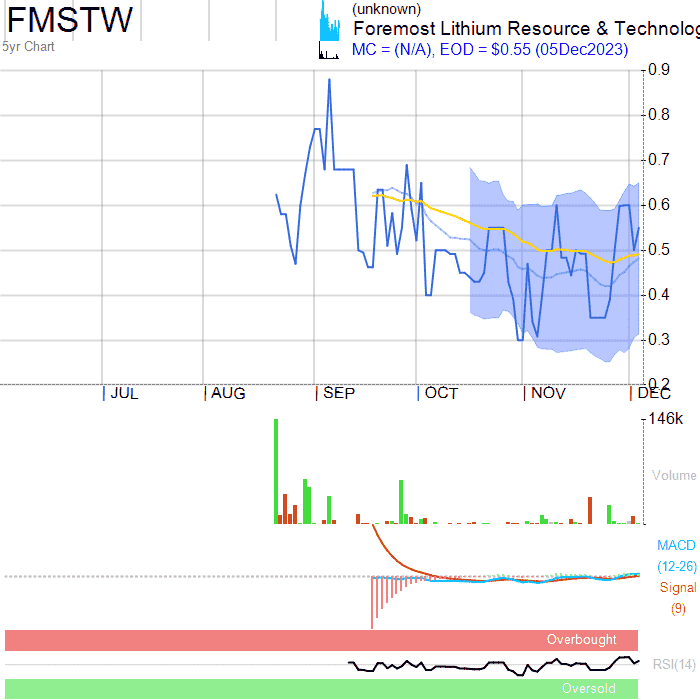 FMSTW
(unknown)
Foremost Lithium Resource & Technolog
5yr Chart
MC = (N/A), EOD = $0.55 (05Dec2023)
0.9
0.8
0.7
0.6
0.5
0.4
0.3
0.2
JUL AUG SEP OCT NOV DEC
146k
Volume
MACD
(12-26)
Signal
(9)
Overbought
RSI(14)
Oversold